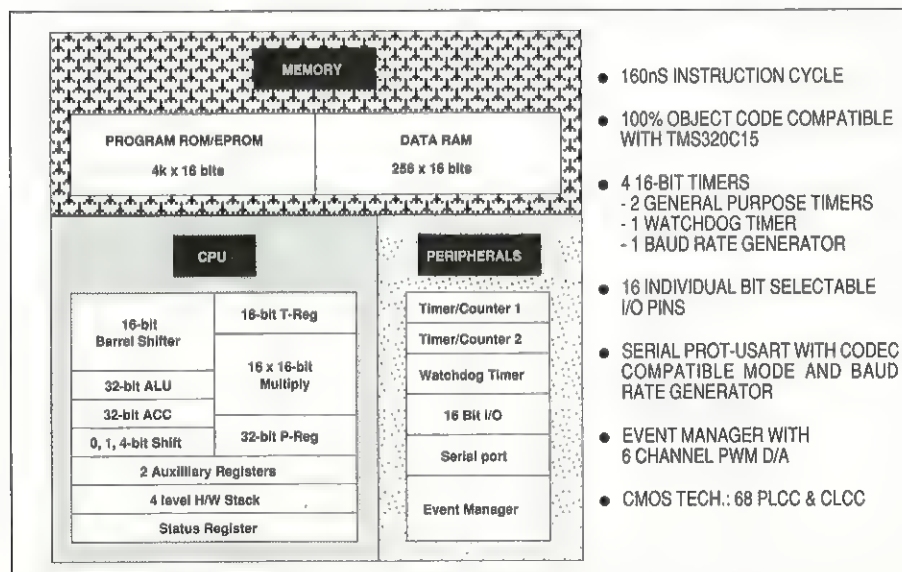 MEMORY
PROGRAM ROM/EPROM
4k x 16 bits
DATA RAM
256 x 16 bits
CPU
16-bit
Barrel Shifter
32-bit ALU
32-bit ACC
0, 1, 4-bit Shift
16-bit T-Reg
16 x 16-bit
Multiply
32-bit P-Reg
2 Auxilliary Registers
4 level H/W Stack
Status Register
PERIPHERALS
Timer/Counter 1
Timer/Counter 2
Watchdog Timer
16 Bit I/O
Serial port
Event Manager
● 160nS INSTRUCTION CYCLE
● 100% OBJECT CODE COMPATIBLE
WITH TMS320C15
● 4 16-BIT TIMERS
- 2 GENERAL PURPOSE TIMERS
- 1 WATCHDOG TIMER
- 1 BAUD RATE GENERATOR
● 16 INDIVIDUAL BIT SELECTABLE
I/O PINS
● SERIAL PROT-USART WITH CODEC
COMPATIBLE MODE AND BAUD
RATE GENERATOR
● EVENT MANAGER WITH
6 CHANNEL PWM D/A
● CMOS TECH.: 68 PLCC & CLCC